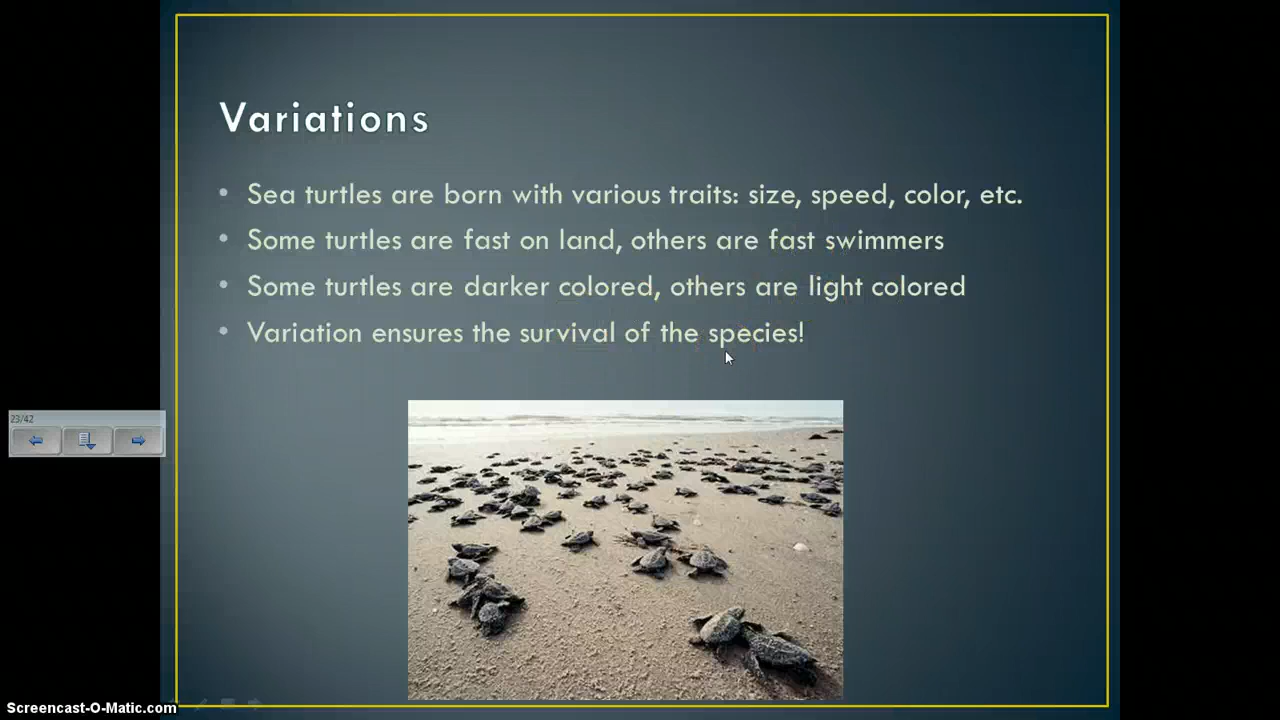 Variations
• Sea turtles are born with various traits: size, speed, color, etc.
• Some turtles are fast on land, others are fast swimmers
• Some turtles are darker colored, others are light colored
• Variation ensures the survival of the species!
23/42
Screencast-O-Matic.com